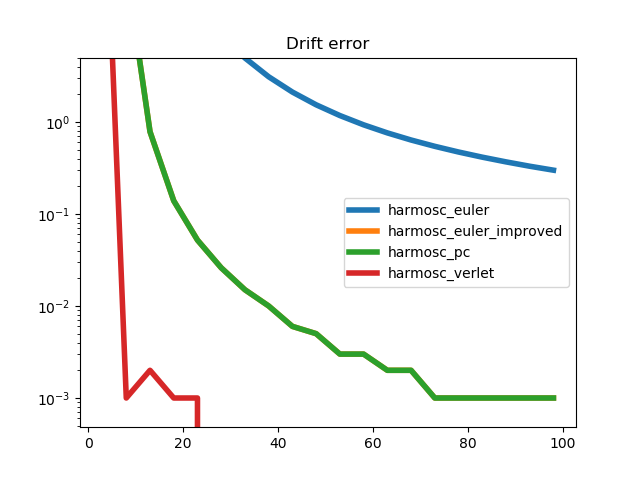 Drift error
10⁰
10⁻¹
10⁻²
10⁻³
harmosc_euler
harmosc_euler_improved
harmosc_pc
harmosc_verlet
0 20 40 60 80 100